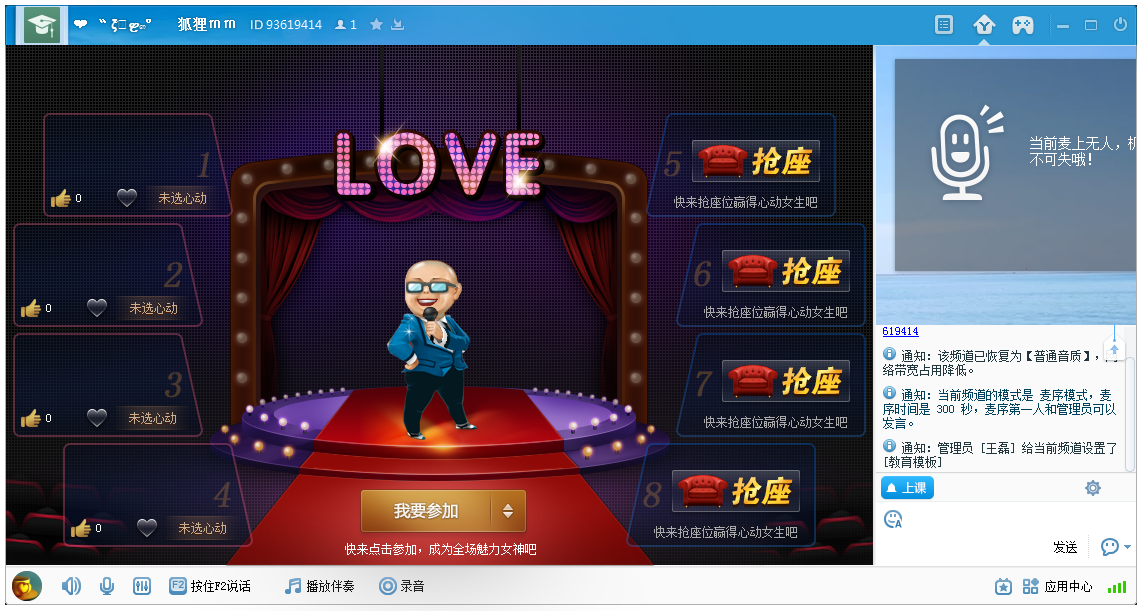 狐狸m m ID 93619414 1
LOVE
1
0 未选心动
2
0 未选心动
3
0 未选心动
4
0 未选心动
5 抢座
快来抢座位赢得心动女生吧
6 抢座
快来抢座位赢得心动女生吧
7 抢座
快来抢座位赢得心动女生吧
8 抢座
快来抢座位赢得心动女生吧
我要参加
快来点击参加，成为全场魅力女神吧
当前麦上无人，机
不可失哦！
619414
通知：该频道已恢复为【普通音质】，网
络带宽占用降低。
通知：当前频道的模式是 麦序模式，麦
序时间是 300 秒，麦序第一人和管理员可以
发言。
通知：管理员 [王磊] 给当前频道设置了
[教育模板]
上课
A
发送
F2 按住F2说话 播放伴奏 录音 应用中心